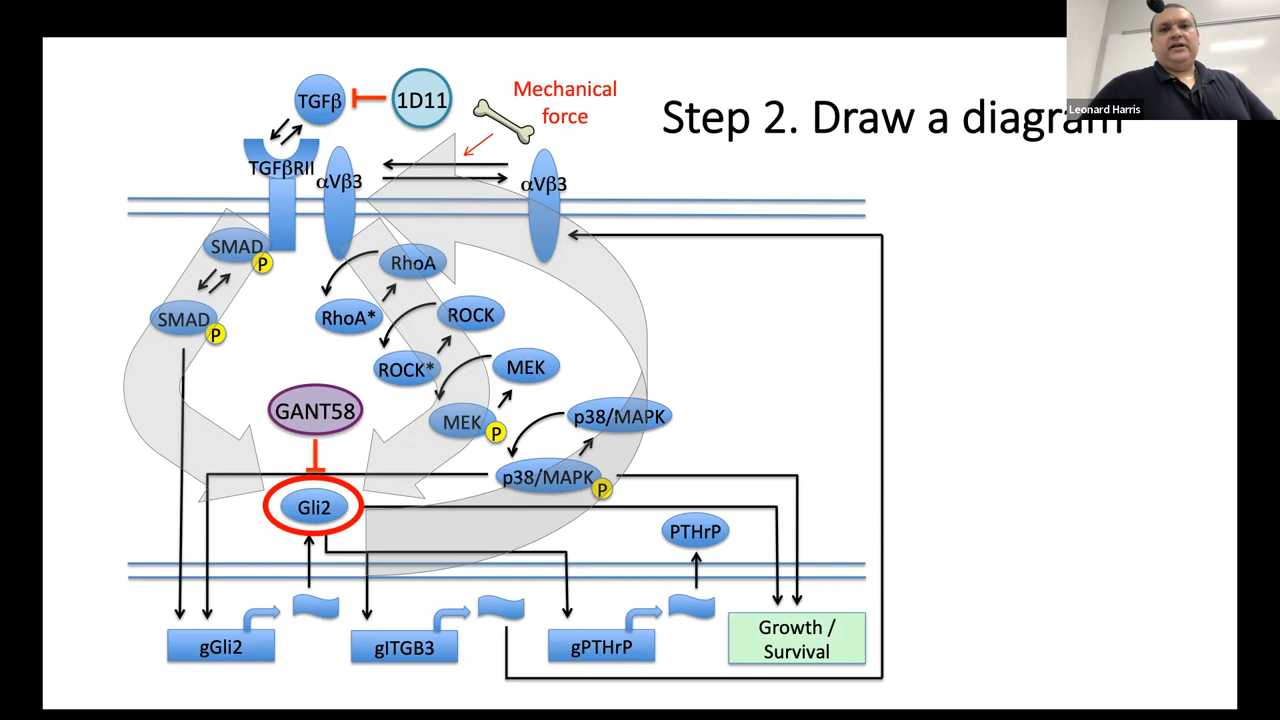 Leonard Harris
Step 2. Draw a diagram
TGFβ
1D11
Mechanical
force
TGFβRII
αVβ3
αVβ3
SMAD
P
RhoA
SMAD
P
RhoA*
ROCK
ROCK*
MEK
GANT58
MEK
P
p38/MAPK
p38/MAPK
P
Gli2
PTHrP
gGli2
gITGB3
gPTHrP
Growth /
Survival